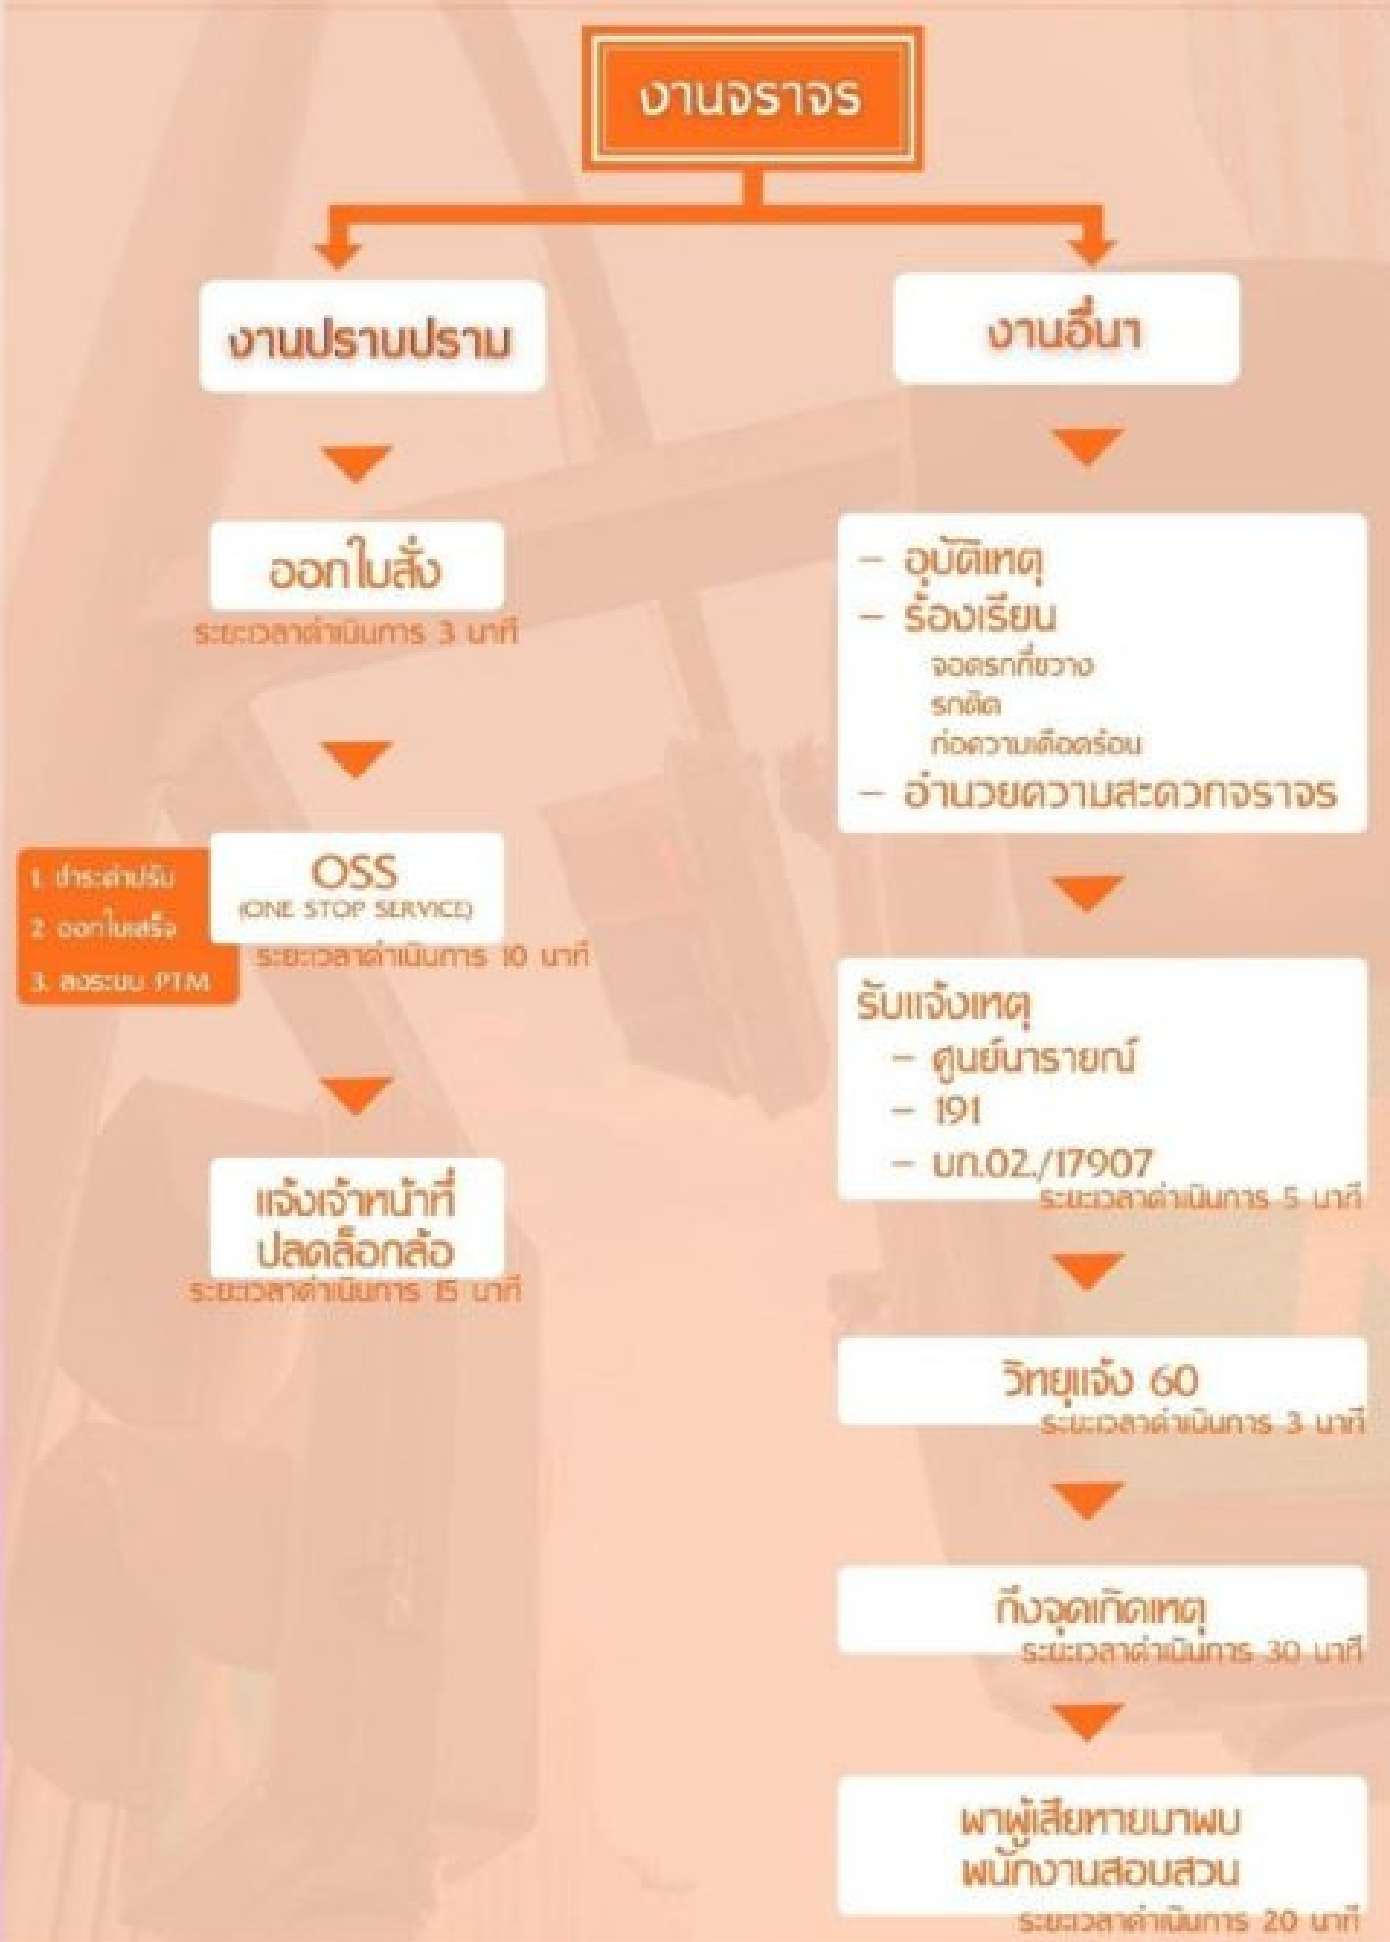 งานจราจร
งานปราบปราม
ออกใบสั่ง
ระยะเวลาดำเนินการ 3 นาที
1. ชำระค่าปรับ
2 ออกใบเสร็จ
3. ลงระบบ PTM
OSS
(ONE STOP SERVICE)
ระยะเวลาดำเนินการ 10 นาที
แจ้งเจ้าหน้าที่
ปลดล็อกล้อ
ระยะเวลาดำเนินการ 15 นาที
งานอื่นๆ
– อุบัติเหตุ
– ร้องเรียน
จอดรถกีดขวาง
รถติด
ก่อความเดือดร้อน
– อำนวยความสะดวกจราจร
รับแจ้งเหตุ
– ศูนย์นารายณ์
– 191
– บก.02./17907
ระยะเวลาดำเนินการ 5 นาที
วิทยุแจ้ง 60
ระยะเวลาดำเนินการ 3 นาที
ถึงจุดเกิดเหตุ
ระยะเวลาดำเนินการ 30 นาที
พาผู้เสียหายมาพบ
พนักงานสอบสวน
ระยะเวลาดำเนินการ 20 นาที